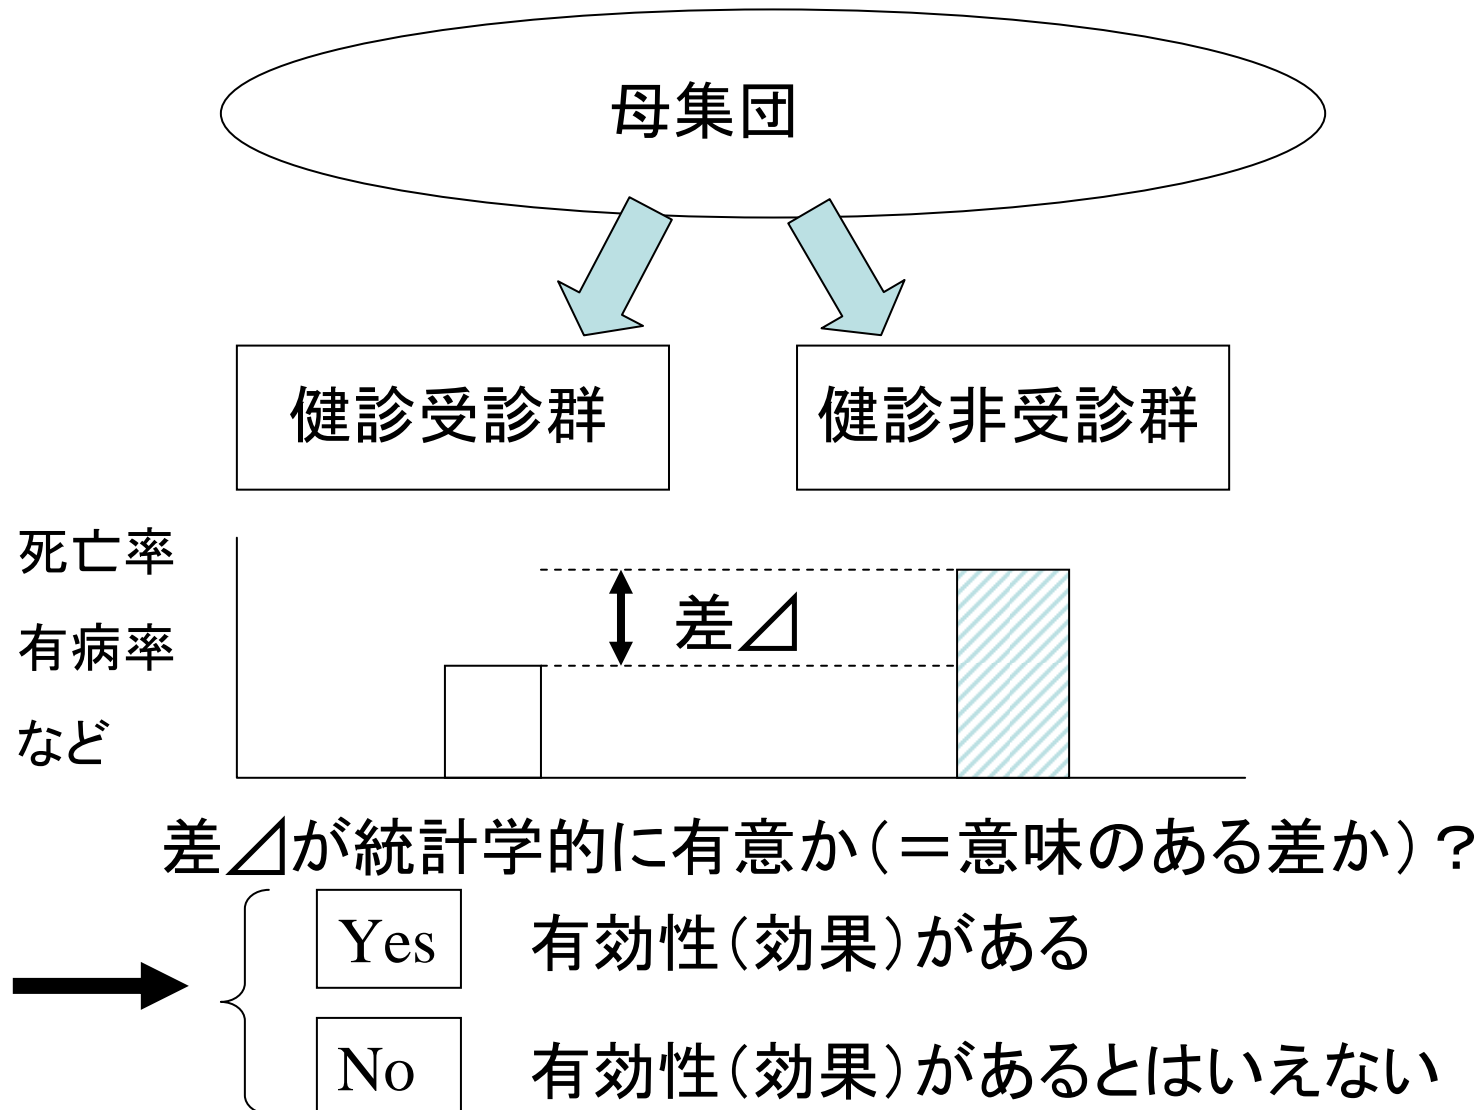 母集団
健診受診群
健診非受診群
死亡率
有病率
など
差⊿
差⊿が統計学的に有意か（＝意味のある差か）？
Yes 有効性（効果）がある
No 有効性（効果）があるとはいえない